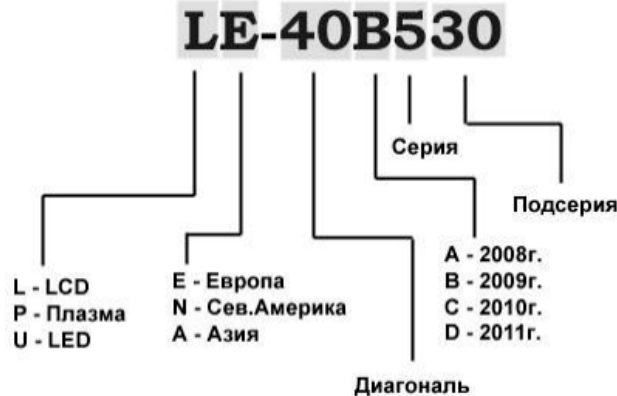 LE-40B530
Серия
Подсерия
L - LCD
P - Плазма
U - LED
E - Европа
N - Сев.Америка
A - Азия
A - 2008г.
B - 2009г.
C - 2010г.
D - 2011г.
Диагональ